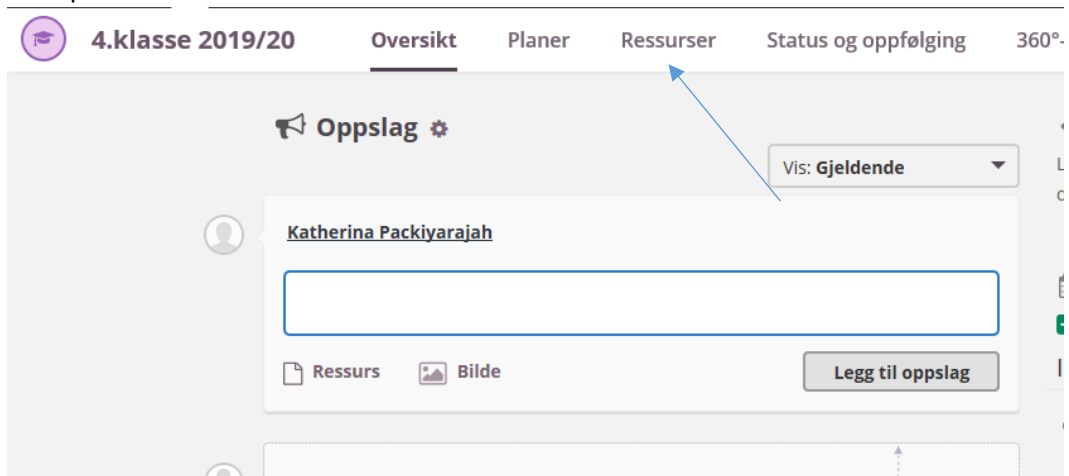 4.klasse 2019/20 Oversikt Planer Ressurser Status og oppfølging 360°-
Oppslag
Vis: Gjeldende
Katherina Packiyarajah
Ressurs Bilde Legg til oppslag